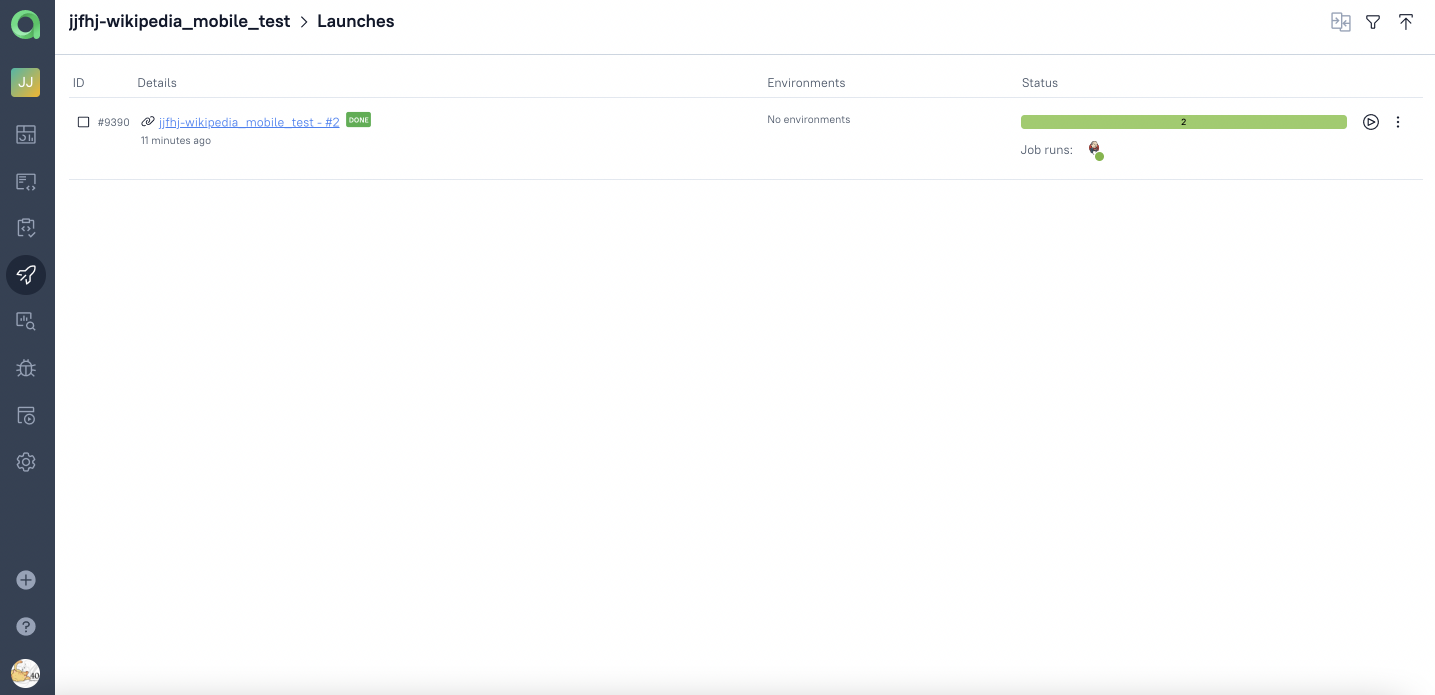 jjfhj-wikipedia_mobile_test > Launches
JJ
ID Details Environments Status
#9390 jjfhj-wikipedia_mobile_test - #2 DONE No environments 2
11 minutes ago
Job runs:
?
40